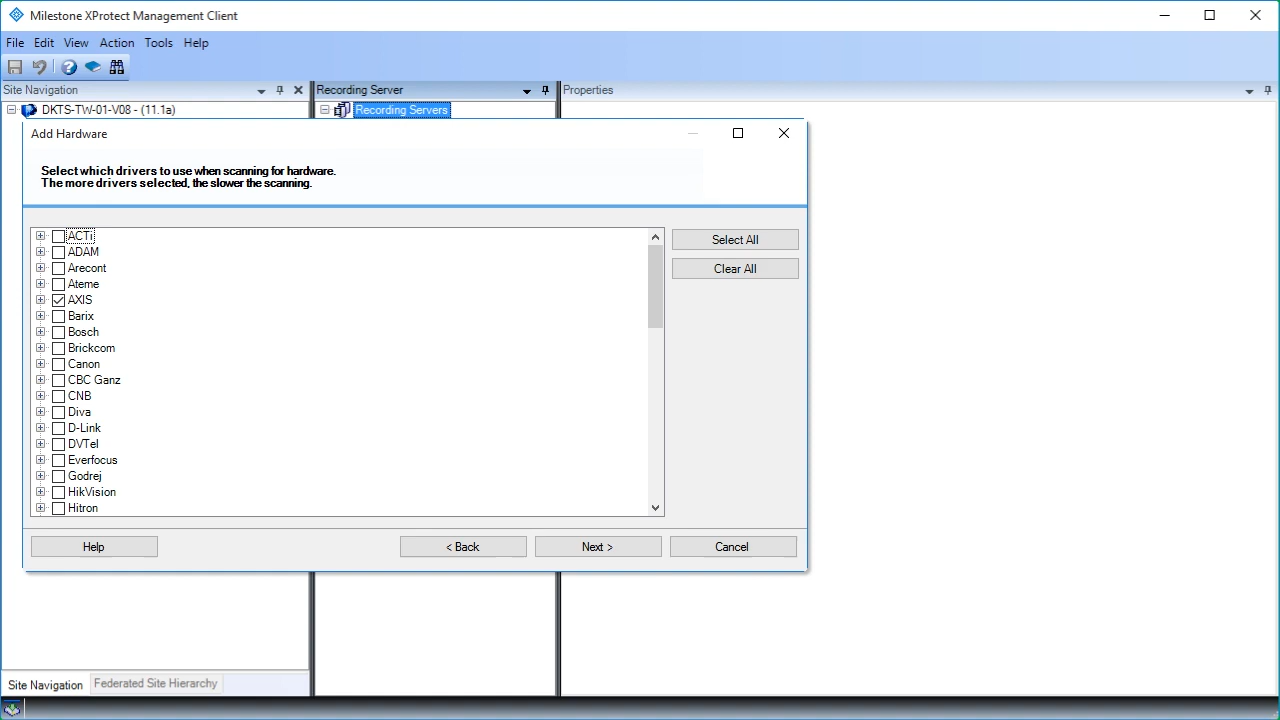 Milestone XProtect Management Client
File Edit View Action Tools Help
Site Navigation
Recording Server
Properties
DKTS-TW-01-V08 - (11.1a)
Recording Servers
Add Hardware
Select which drivers to use when scanning for hardware.
The more drivers selected, the slower the scanning.
ACTi
ADAM
Arecont
Ateme
AXIS
Barix
Bosch
Brickcom
Canon
CBC Ganz
CNB
Diva
D-Link
DVTel
Everfocus
Godrej
HikVision
Hitron
Select All
Clear All
Help
< Back
Next >
Cancel
Site Navigation
Federated Site Hierarchy